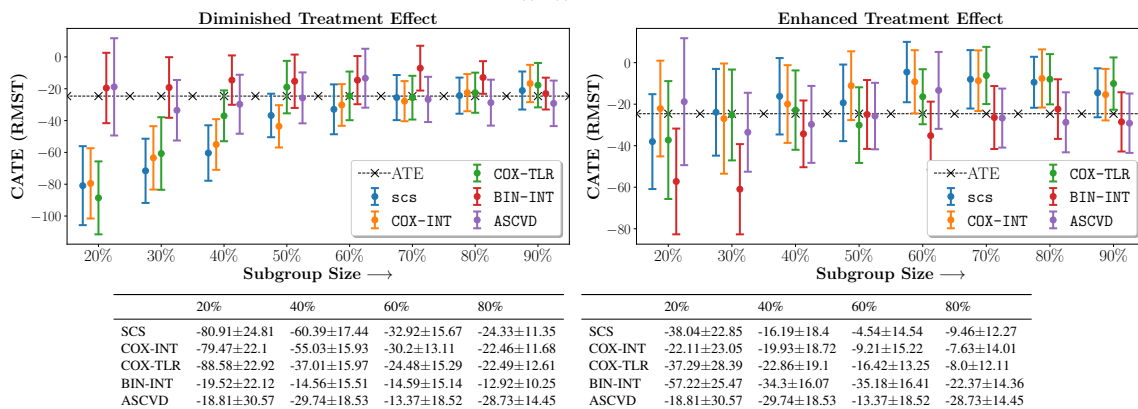 Diminished Treatment Effect
CATE (RMST)
0
−20
−40
−60
−80
−100
20% 30% 40% 50% 60% 70% 80% 90%
Subgroup Size →
ATE
scs
COX-INT
COX-TLR
BIN-INT
ASCVD
Enhanced Treatment Effect
CATE (RMST)
0
−20
−40
−60
−80
20% 30% 40% 50% 60% 70% 80% 90%
Subgroup Size →
ATE
scs
COX-INT
COX-TLR
BIN-INT
ASCVD
20% 40% 60% 80%
SCS -80.91±24.81 -60.39±17.44 -32.92±15.67 -24.33±11.35
COX-INT -79.47±22.1 -55.03±15.93 -30.2±13.11 -22.46±11.68
COX-TLR -88.58±22.92 -37.01±15.97 -24.48±15.29 -22.49±12.61
BIN-INT -19.52±22.12 -14.56±15.51 -14.59±15.14 -12.92±10.25
ASCVD -18.81±30.57 -29.74±18.53 -13.37±18.52 -28.73±14.45
20% 40% 60% 80%
SCS -38.04±22.85 -16.19±18.4 -4.54±14.54 -9.46±12.27
COX-INT -22.11±23.05 -19.93±18.72 -9.21±15.22 -7.63±14.01
COX-TLR -37.29±28.39 -22.86±19.1 -16.42±13.25 -8.0±12.11
BIN-INT -57.22±25.47 -34.3±16.07 -35.18±16.41 -22.37±14.36
ASCVD -18.81±30.57 -29.74±18.53 -13.37±18.52 -28.73±14.45